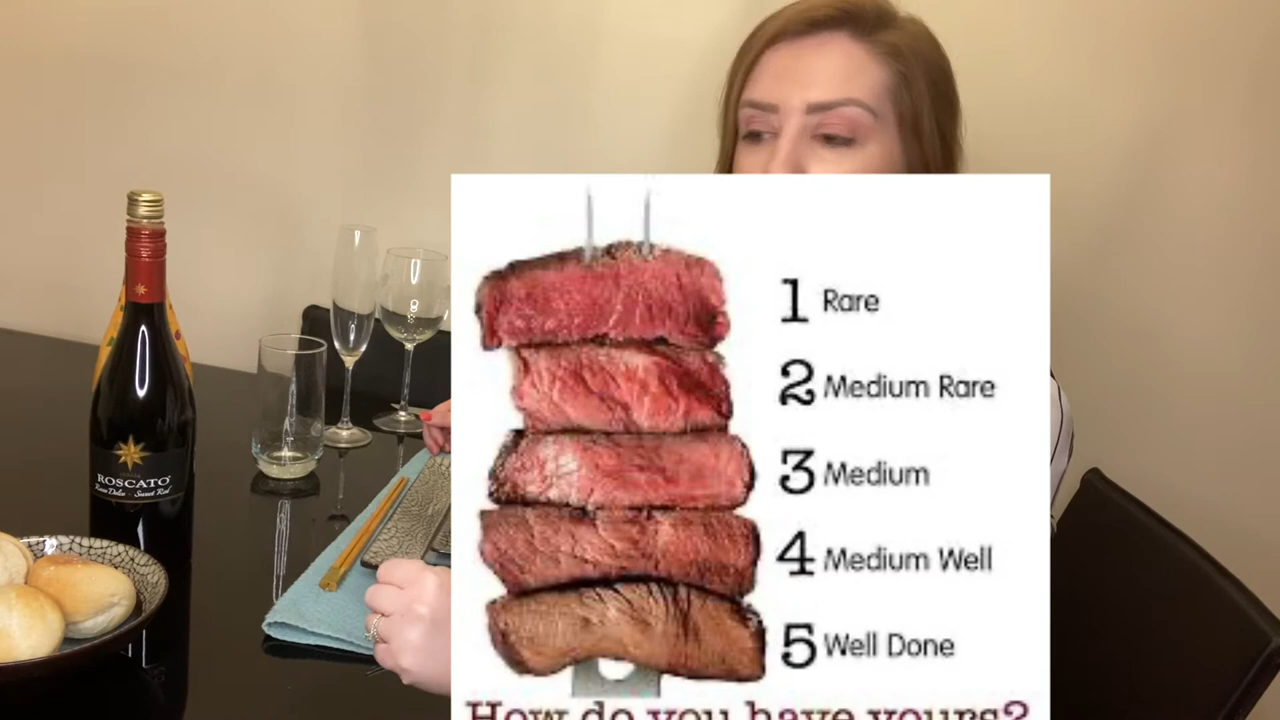 ROSCATO
Rosso Dolce - Sweet Red
1 Rare
2 Medium Rare
3 Medium
4 Medium Well
5 Well Done
How do you have yours?